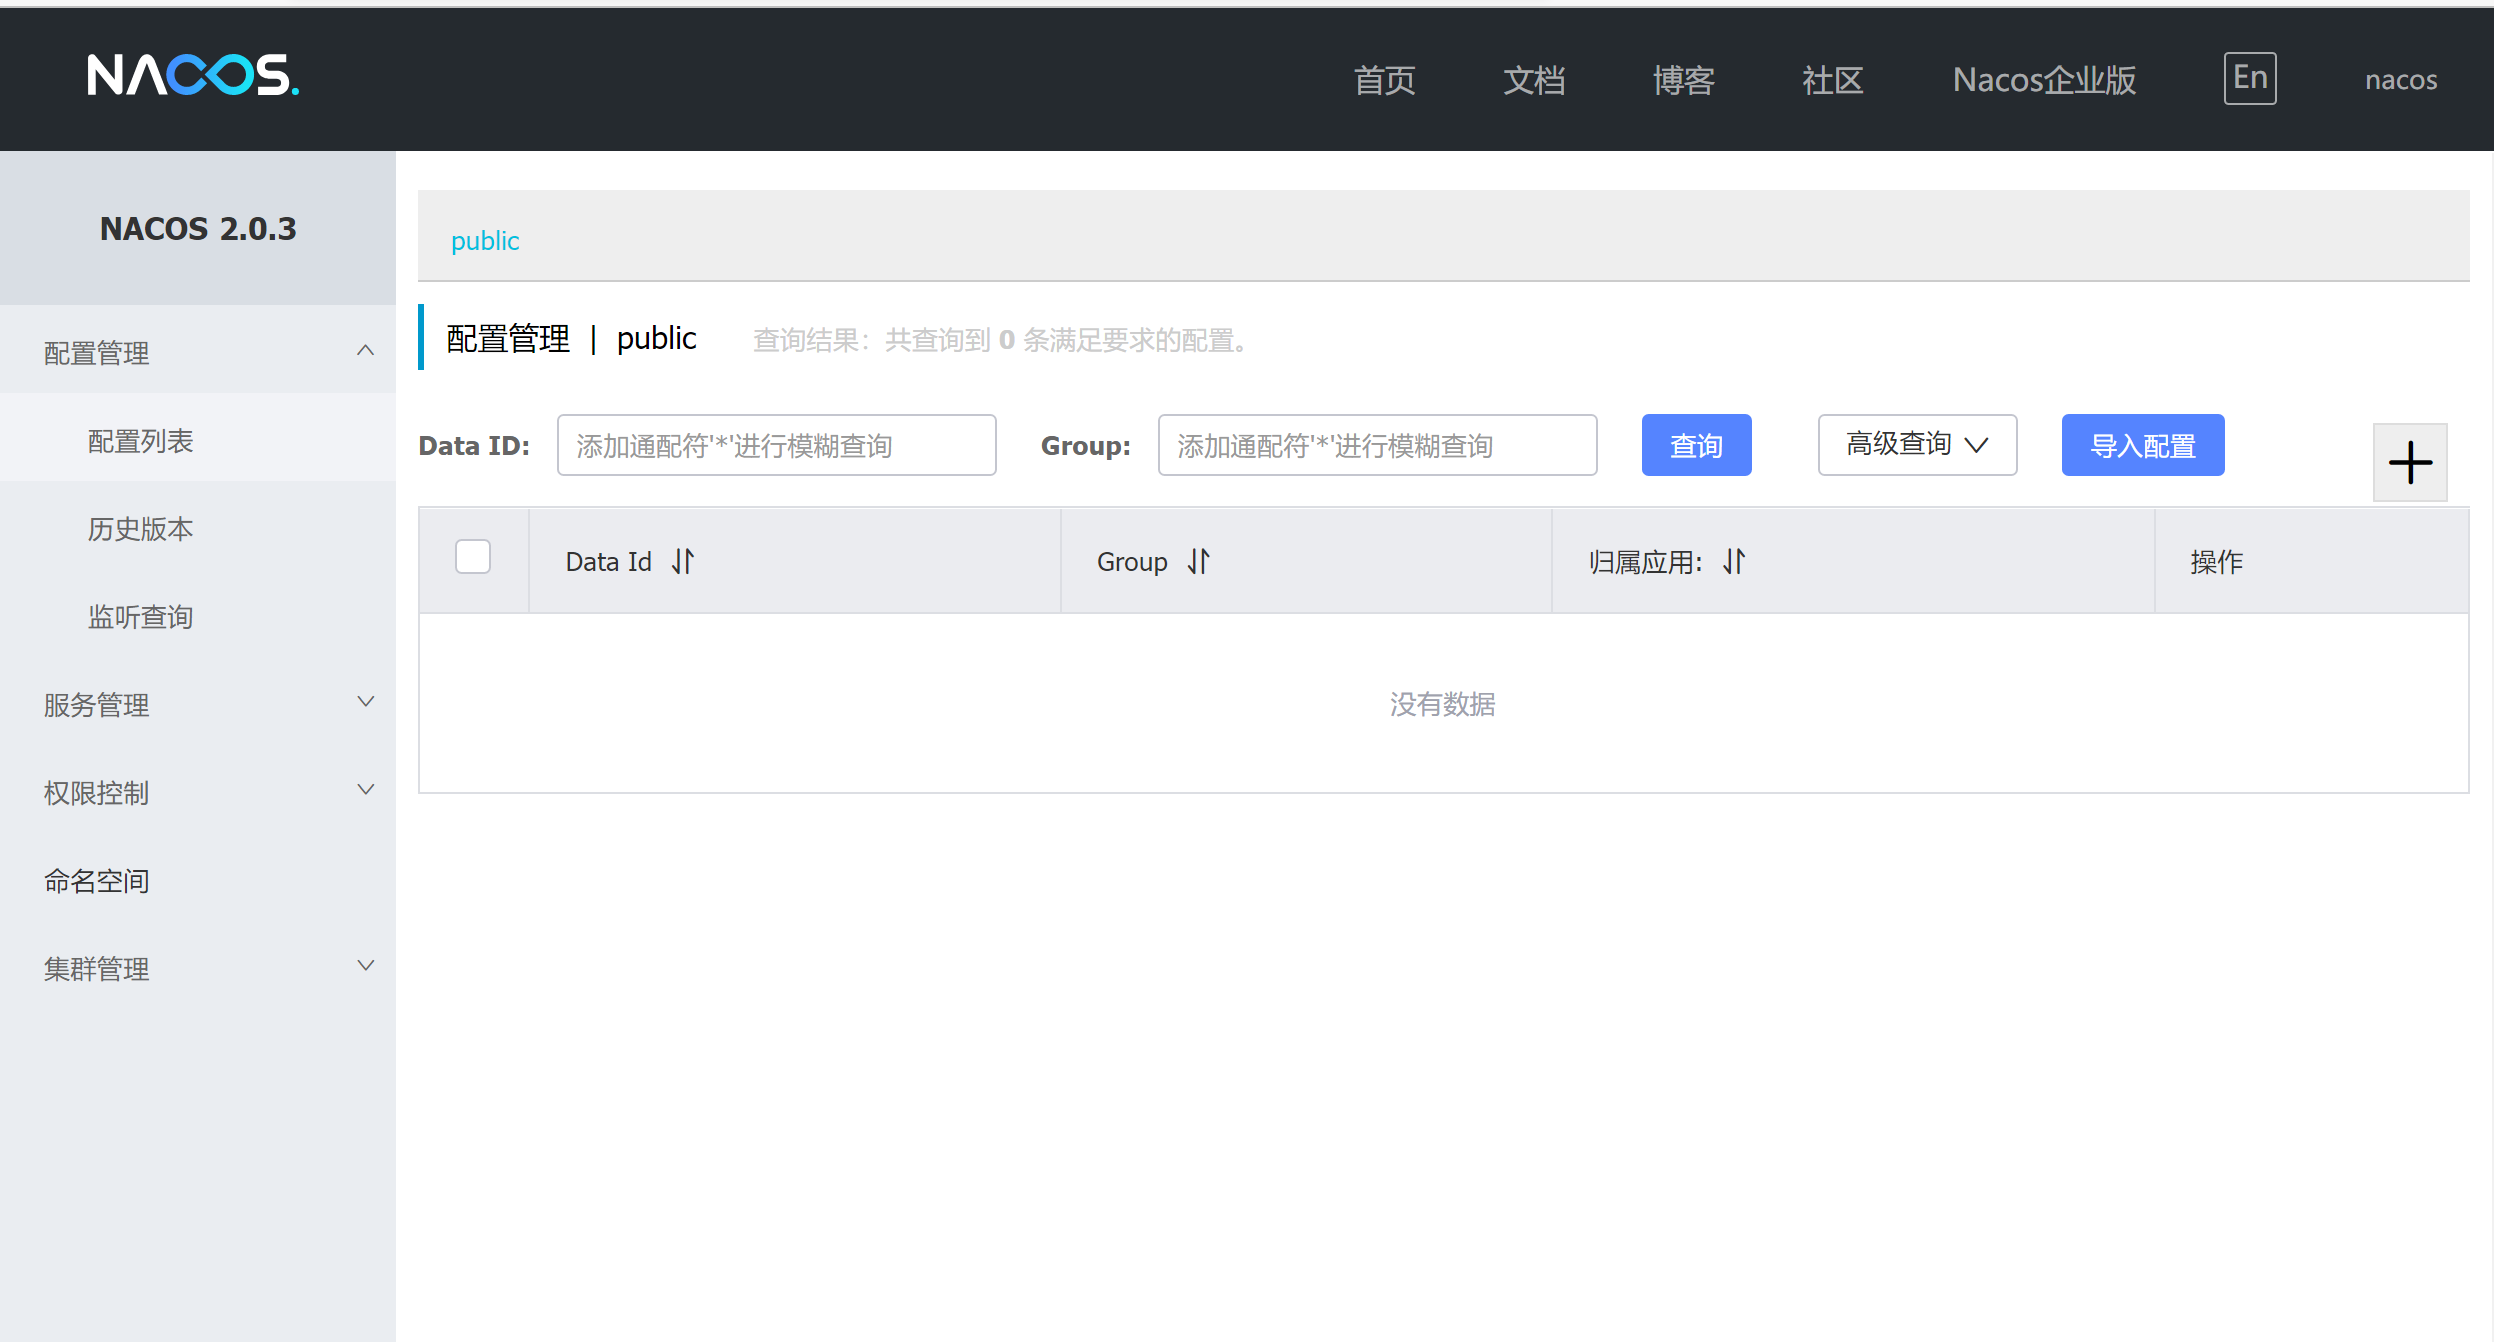 NACOS.
首页 文档 博客 社区 Nacos企业版 En nacos
NACOS 2.0.3
配置管理
配置列表
历史版本
监听查询
服务管理
权限控制
命名空间
集群管理
public
配置管理 | public 查询结果：共查询到 0 条满足要求的配置。
Data ID: 添加通配符'*'进行模糊查询 Group: 添加通配符'*'进行模糊查询 查询 高级查询 导入配置
Data Id Group 归属应用: 操作
没有数据